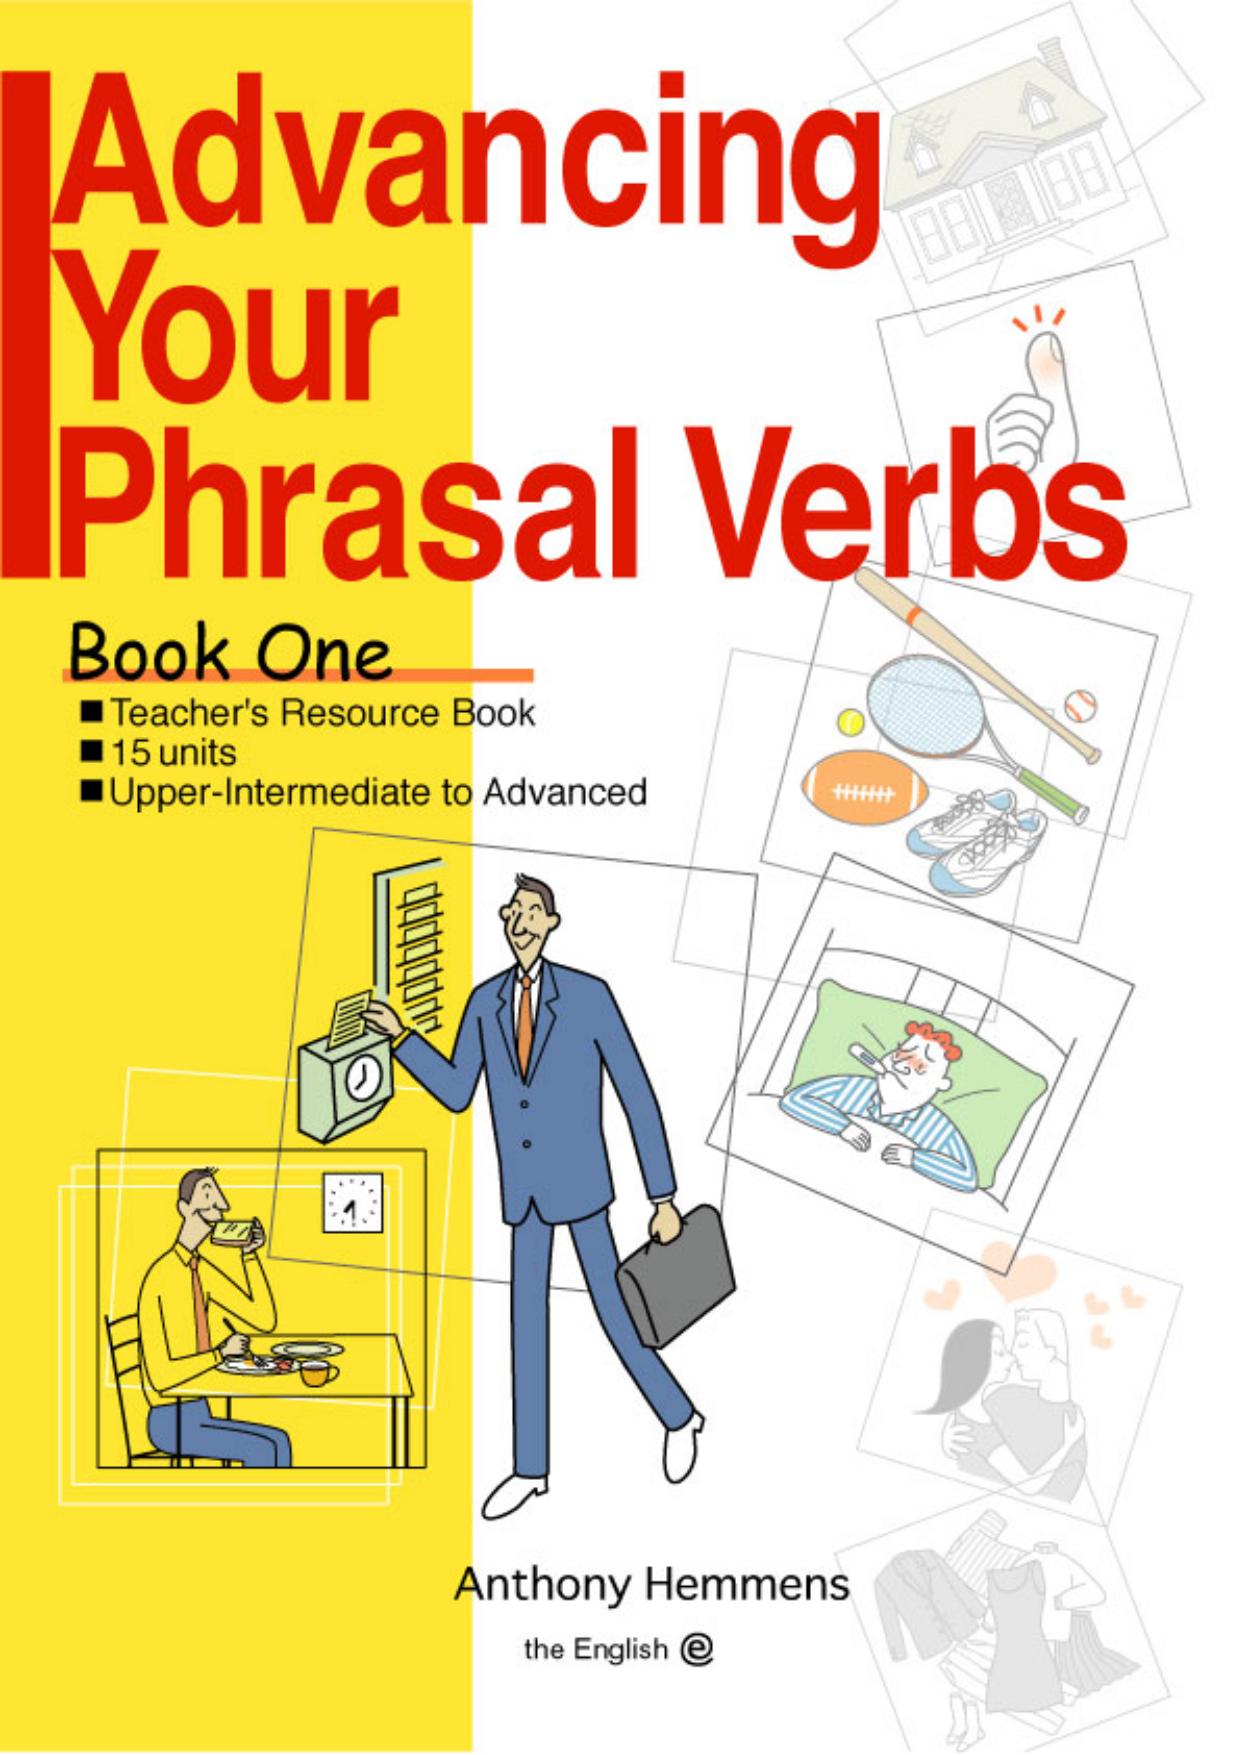 Advancing
Your
Phrasal Verbs
Book One
■ Teacher's Resource Book
■ 15 units
■ Upper-Intermediate to Advanced
Anthony Hemmens
the English e